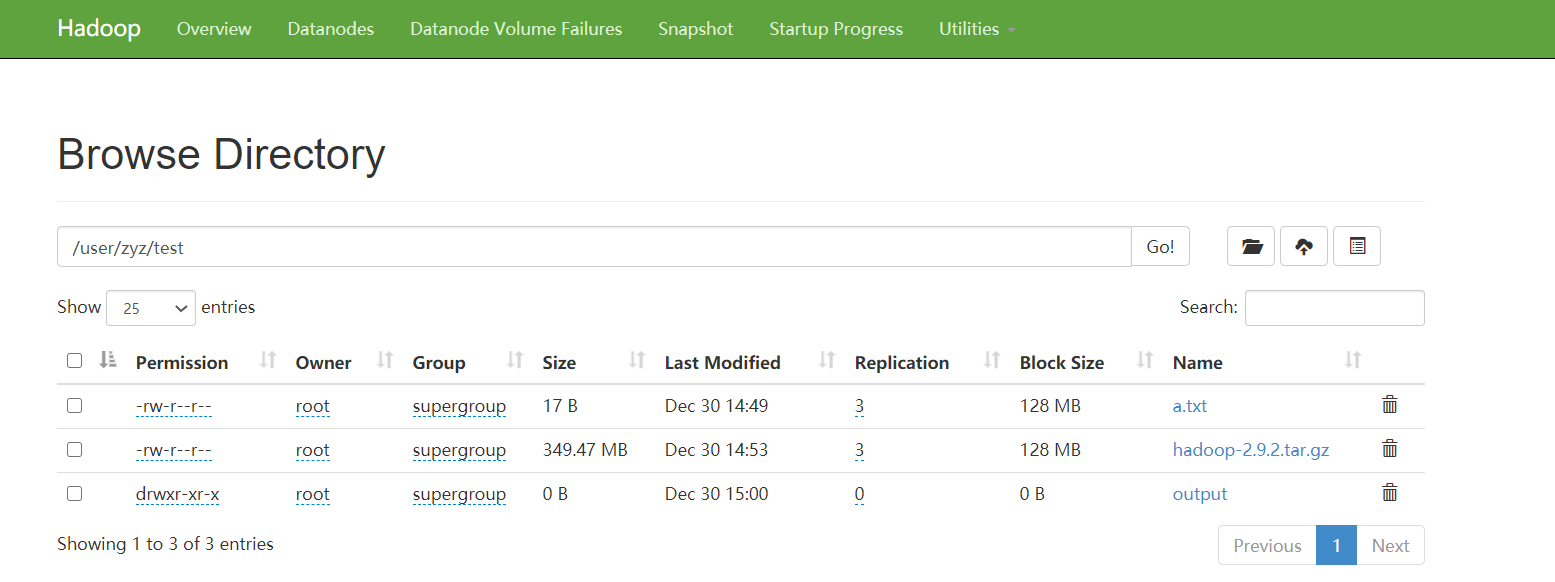 Hadoop Overview Datanodes Datanode Volume Failures Snapshot Startup Progress Utilities
Browse Directory
/user/zyz/test Go!
Show 25 entries Search:
Permission Owner Group Size Last Modified Replication Block Size Name
-rw-r--r-- root supergroup 17 B Dec 30 14:49 3 128 MB a.txt
-rw-r--r-- root supergroup 349.47 MB Dec 30 14:53 3 128 MB hadoop-2.9.2.tar.gz
drwxr-xr-x root supergroup 0 B Dec 30 15:00 0 0 B output
Showing 1 to 3 of 3 entries Previous 1 Next